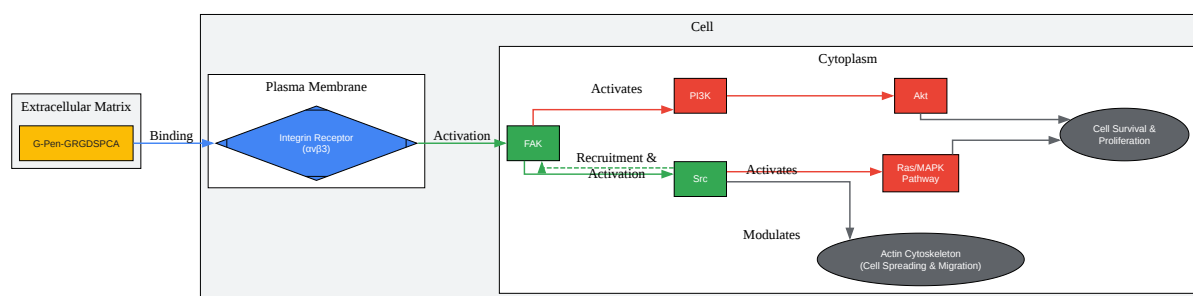 Cell
Cytoplasm
Plasma Membrane
Extracellular Matrix
G-Pen-GRGDSPCA
Binding
Integrin Receptor
(αvβ3)
Activation
FAK
Activates
PI3K
Akt
Cell Survival &
Proliferation
Recruitment &
Activation
Src
Activates
Ras/MAPK
Pathway
Modulates
Actin Cytoskeleton
(Cell Spreading & Migration)